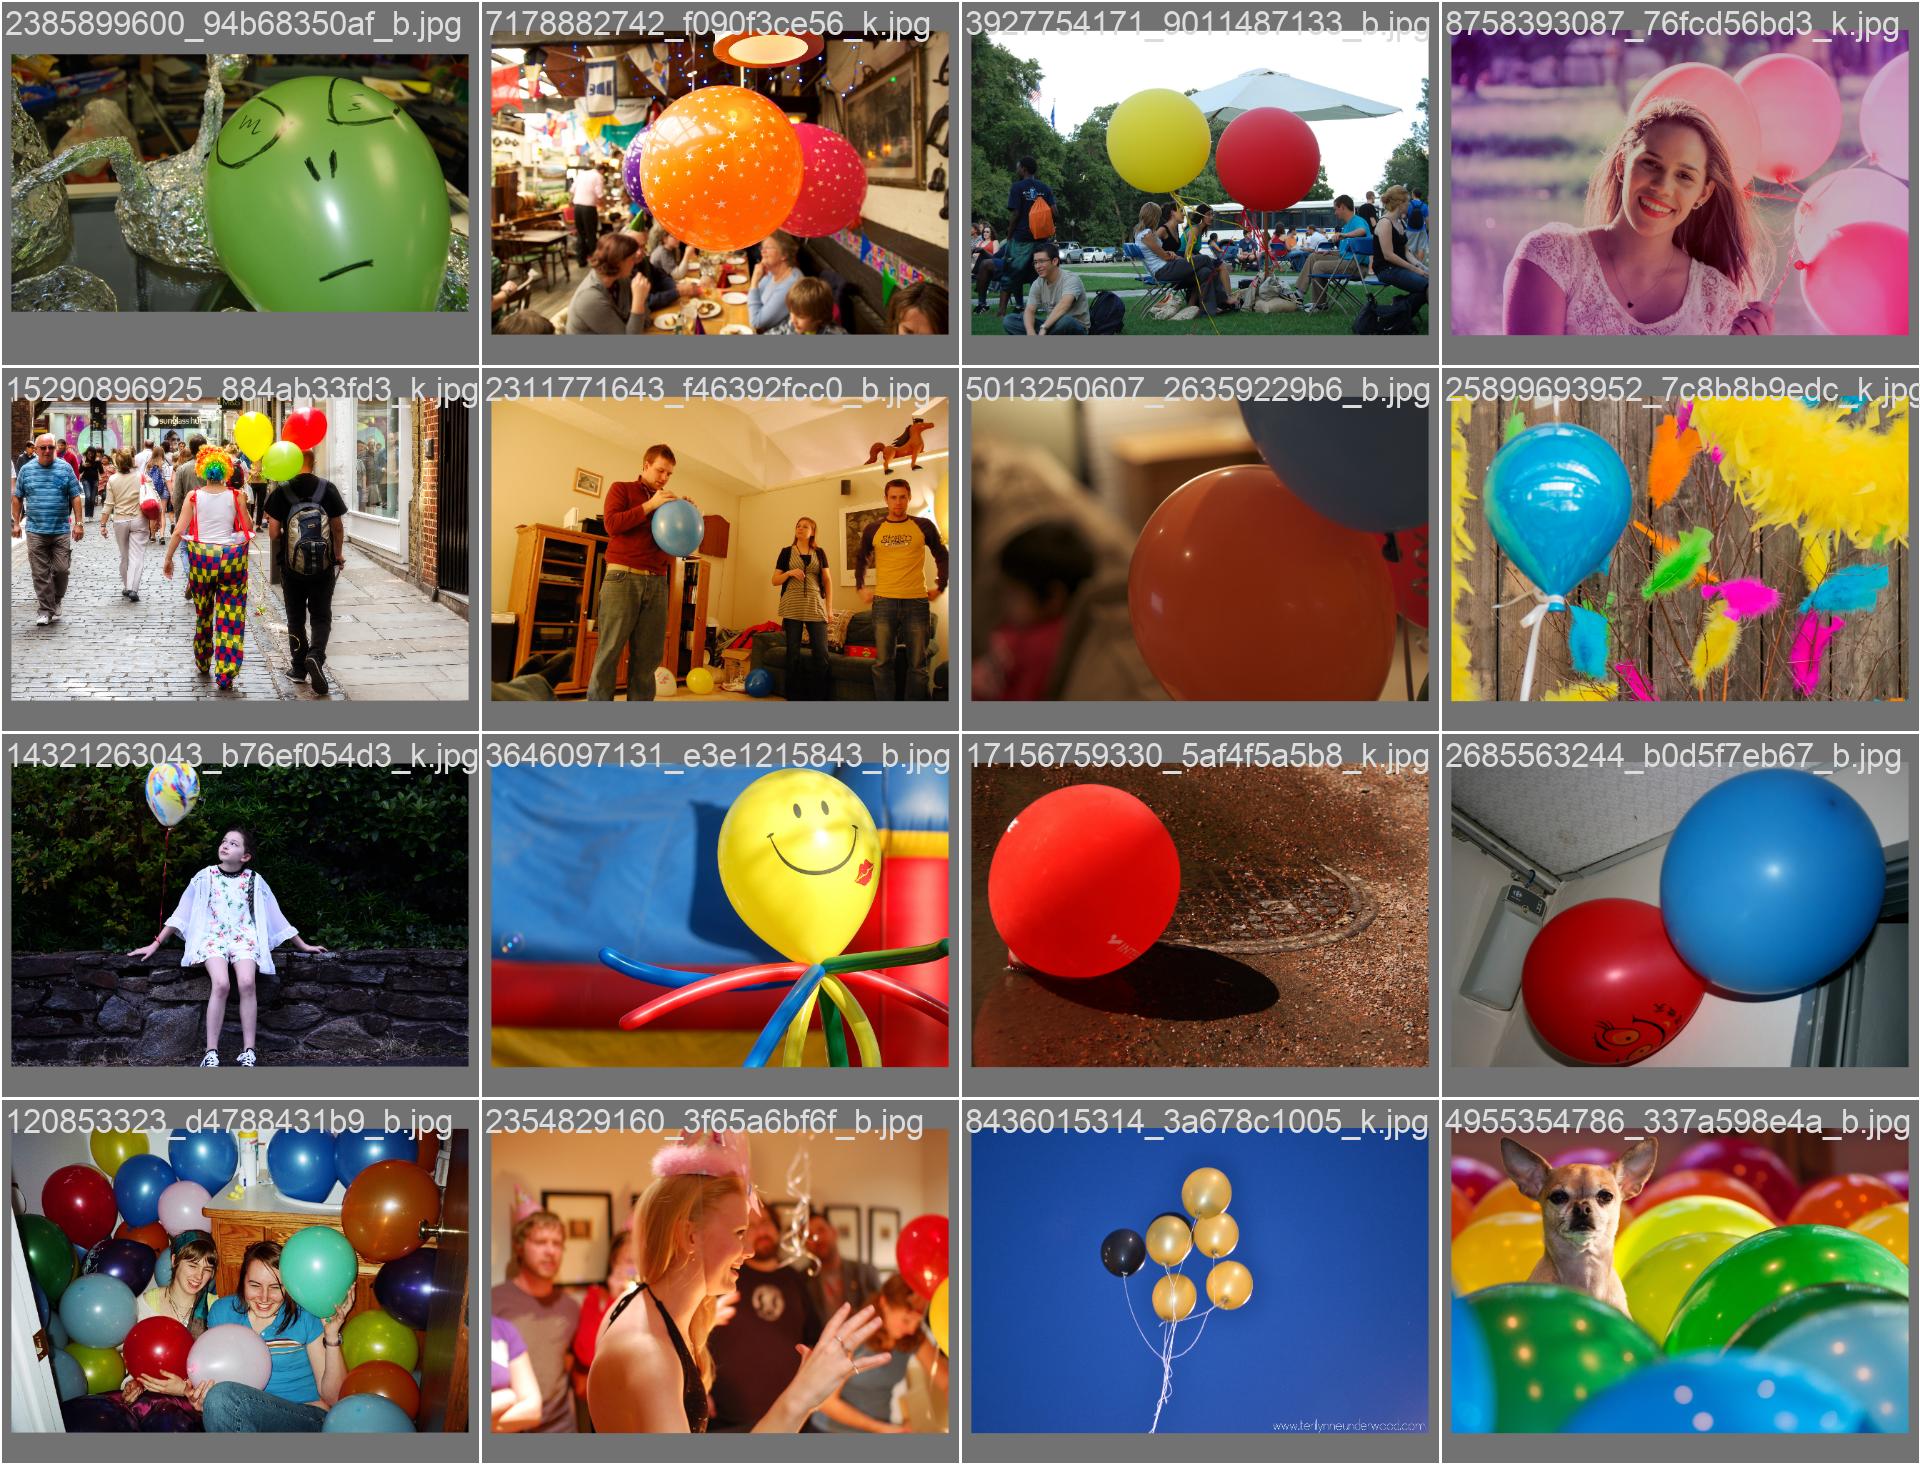 2385899600_94b68350af_b.jpg
7178882742_f090f3ce56_k.jpg
3927754171_9011487133_b.jpg
8758393087_76fcd56bd3_k.jpg
15290896925_884ab33fd3_k.jpg
sunglass hut
2311771643_f46392fcc0_b.jpg
5013250607_26359229b6_b.jpg
25899693952_7c8b8b9edc_k.jpg
14321263043_b76ef054d3_k.jpg
3646097131_e3e1215843_b.jpg
17156759330_5af4f5a5b8_k.jpg
2685563244_b0d5f7eb67_b.jpg
120853323_d4788431b9_b.jpg
2354829160_3f65a6bf6f_b.jpg
8436015314_3a678c1005_k.jpg
www.terilynneunderwood.com
4955354786_337a598e4a_b.jpg